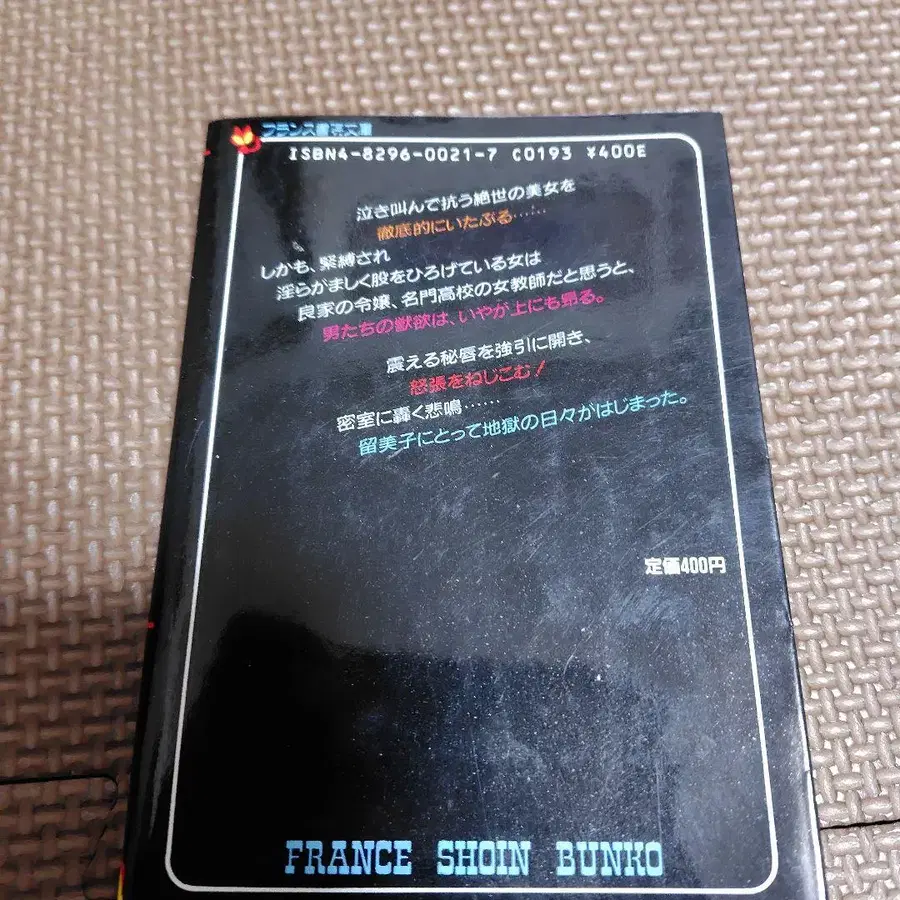 フランス書院文庫
ISBN4-8296-0021-7 C0193 ¥400E
泣き叫んで抗う絶世の美女を
徹底的にいたぶる……
しかも、緊縛され
淫らがましく股をひろげている女は
良家の令嬢、名門高校の女教師だと思うと、
男たちの獣欲は、いやが上にも昂る。
震える秘唇を強引に開き、
怒張をねじこむ!
密室に轟く悲鳴……
留美子にとって地獄の日々がはじまった。
定価400円
FRANCE SHOIN BUNKO